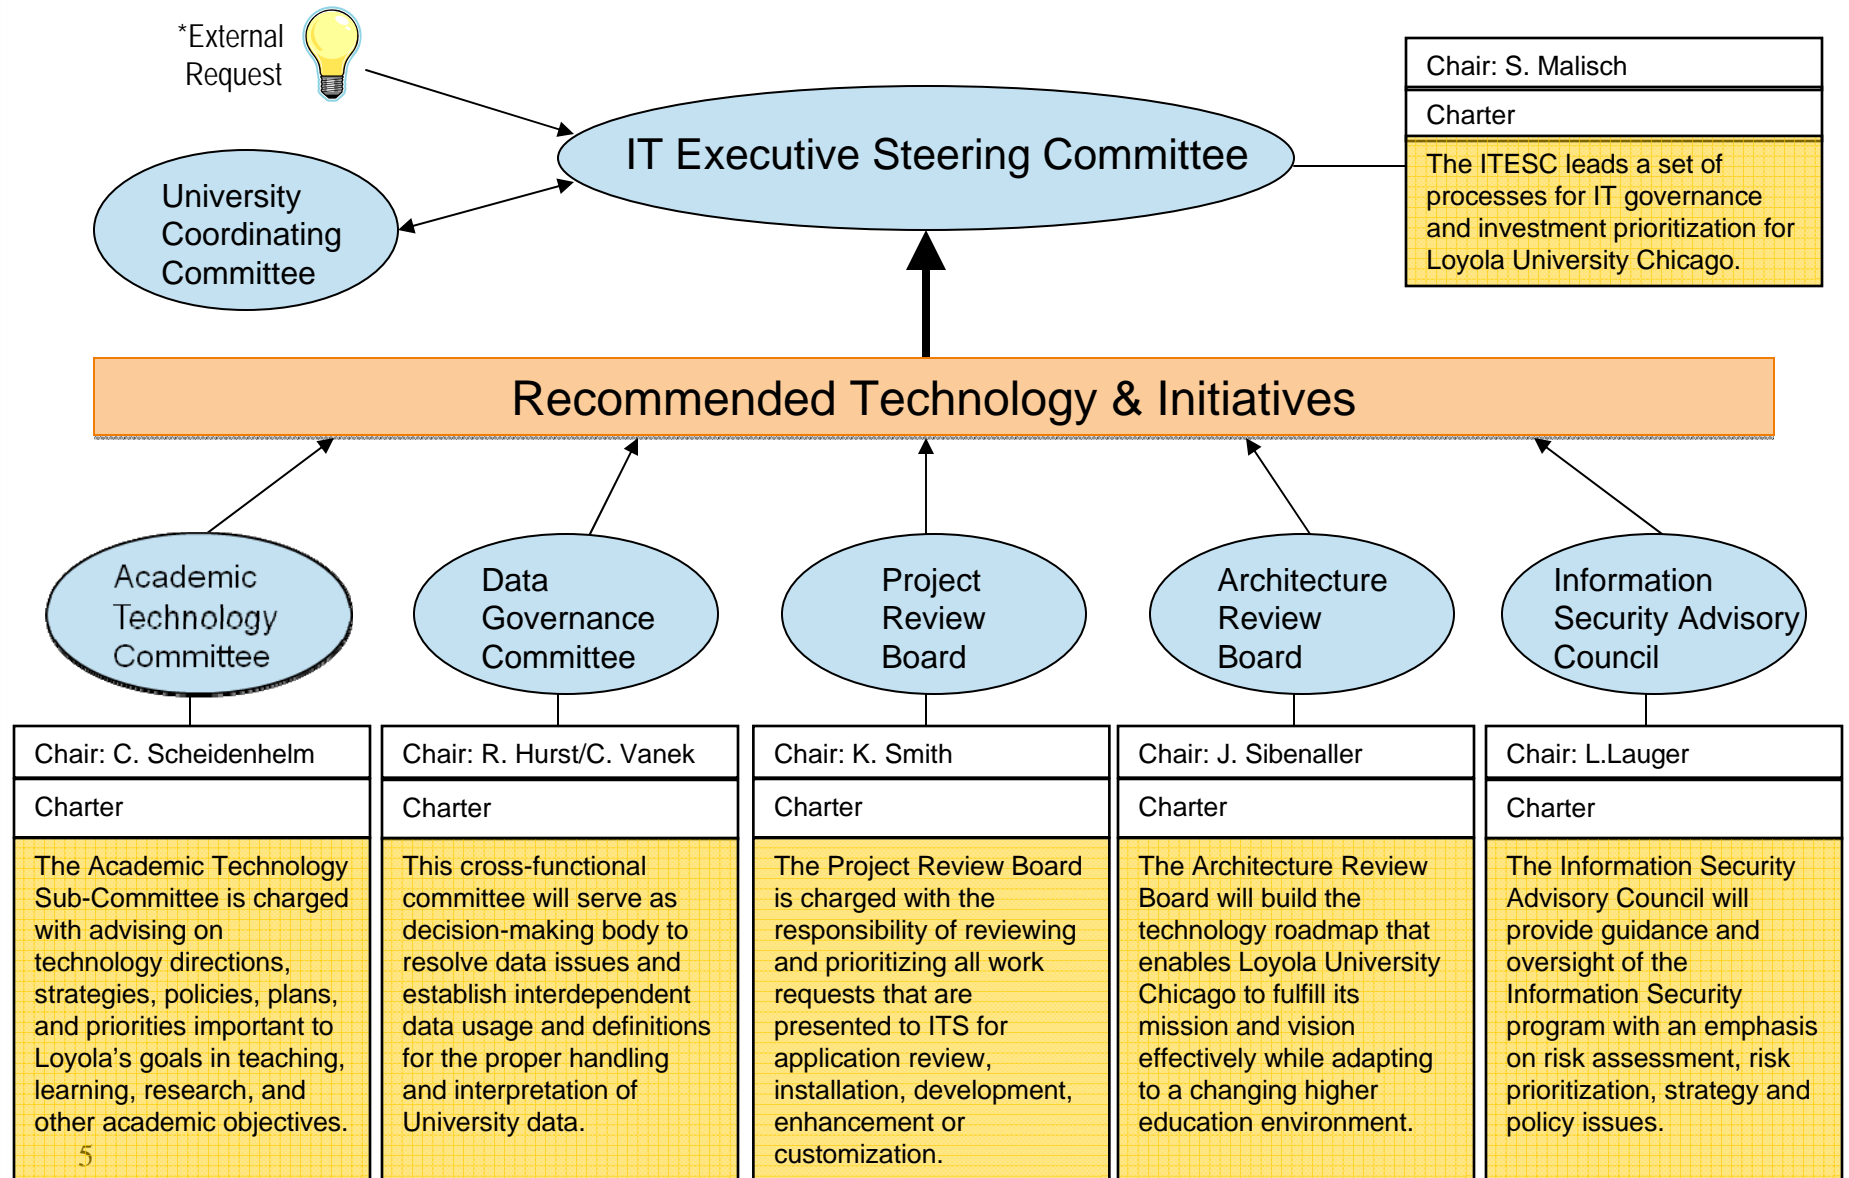 *External
Request
IT Executive Steering Committee
Chair: S. Malisch
Charter
The ITESC leads a set of
processes for IT governance
and investment prioritization for
Loyola University Chicago.
University
Coordinating
Committee
Recommended Technology & Initiatives
Academic
Technology
Committee
Data
Governance
Committee
Project
Review
Board
Architecture
Review
Board
Information
Security Advisory
Council
Chair: C. Scheidenhelm
Charter
The Academic Technology
Sub-Committee is charged
with advising on
technology directions,
strategies, policies, plans,
and priorities important to
Loyola’s goals in teaching,
learning, research, and
other academic objectives.
Chair: R. Hurst/C. Vanek
Charter
This cross-functional
committee will serve as
decision-making body to
resolve data issues and
establish interdependent
data usage and definitions
for the proper handling
and interpretation of
University data.
Chair: K. Smith
Charter
The Project Review Board
is charged with the
responsibility of reviewing
and prioritizing all work
requests that are
presented to ITS for
application review,
installation, development,
enhancement or
customization.
Chair: J. Sibenaller
Charter
The Architecture Review
Board will build the
technology roadmap that
enables Loyola University
Chicago to fulfill its
mission and vision
effectively while adapting
to a changing higher
education environment.
Chair: L.Lauger
Charter
The Information Security
Advisory Council will
provide guidance and
oversight of the
Information Security
program with an emphasis
on risk assessment, risk
prioritization, strategy and
policy issues.
5